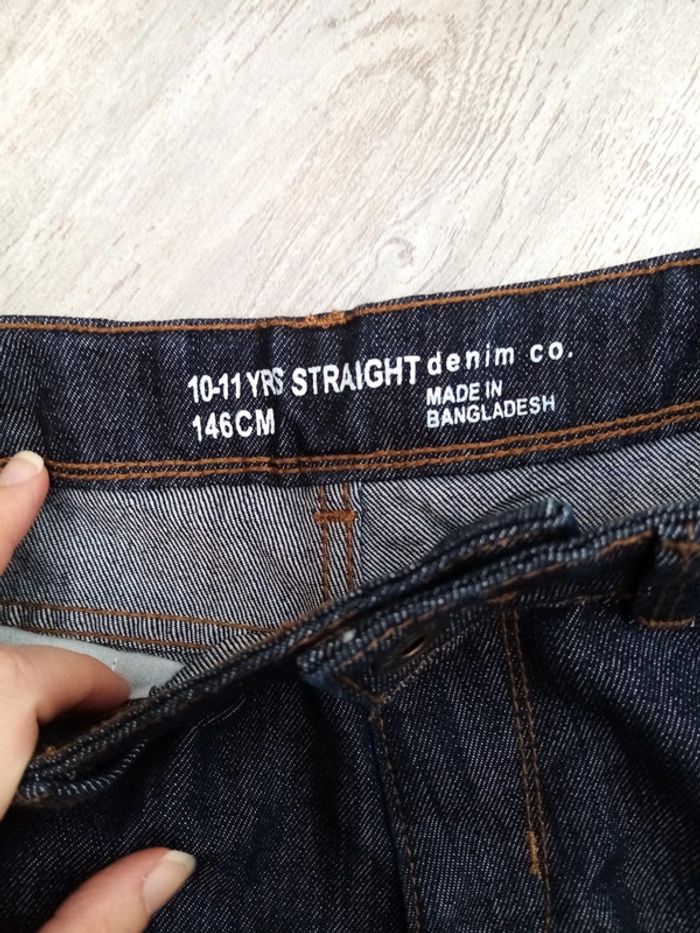 10-11 YRS STRAIGHT denim co.
146CM MADE IN
BANGLADESH